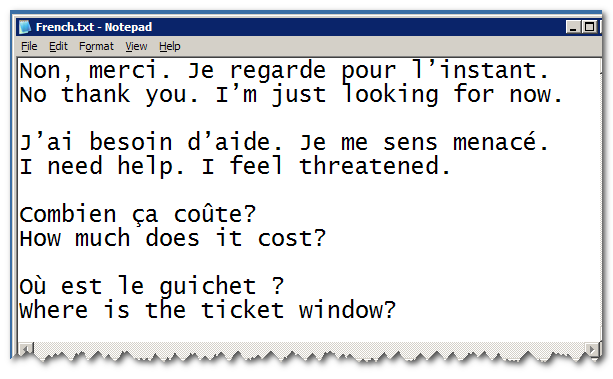 French.txt - Notepad
File Edit Format View Help
Non, merci. Je regarde pour l’instant.
No thank you. I’m just looking for now.
J’ai besoin d’aide. Je me sens menacé.
I need help. I feel threatened.
Combien ça coûte?
How much does it cost?
Où est le guichet ?
Where is the ticket window?